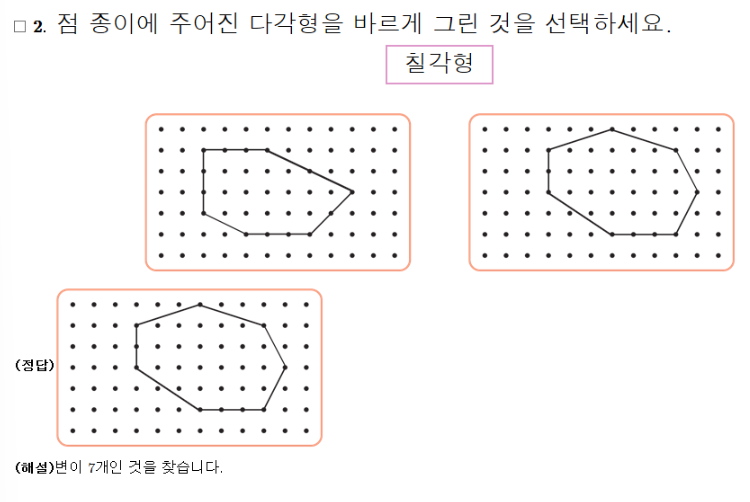 □ 2. 점 종이에 주어진 다각형을 바르게 그린 것을 선택하세요.
칠각형
(정답)
(해설)변이 7개인 것을 찾습니다.